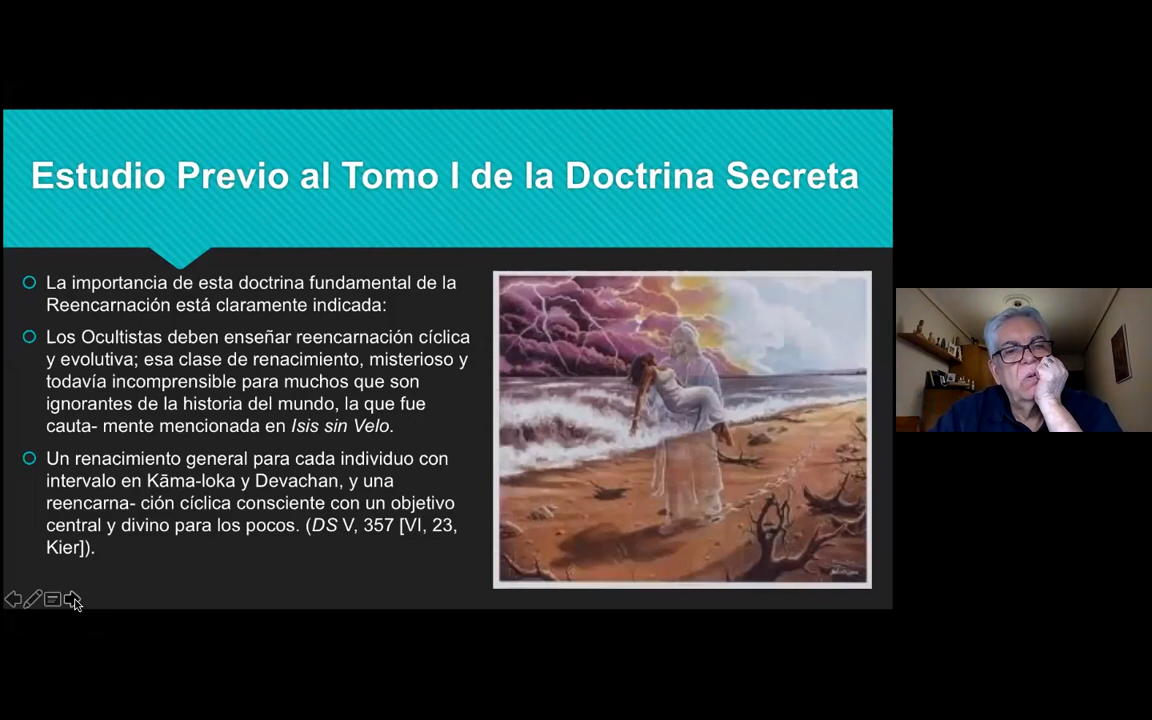 Estudio Previo al Tomo I de la Doctrina Secreta
La importancia de esta doctrina fundamental de la
Reencarnación está claramente indicada:
Los Ocultistas deben enseñar reencarnación cíclica
y evolutiva; esa clase de renacimiento, misterioso y
todavía incomprensible para muchos que son
ignorantes de la historia del mundo, la que fue
cauta- mente mencionada en Isis sin Velo.
Un renacimiento general para cada individuo con
intervalo en Kāma-loka y Devachan, y una
reencarna- ción cíclica consciente con un objetivo
central y divino para los pocos. (DS V, 357 [VI, 23,
Kier]).